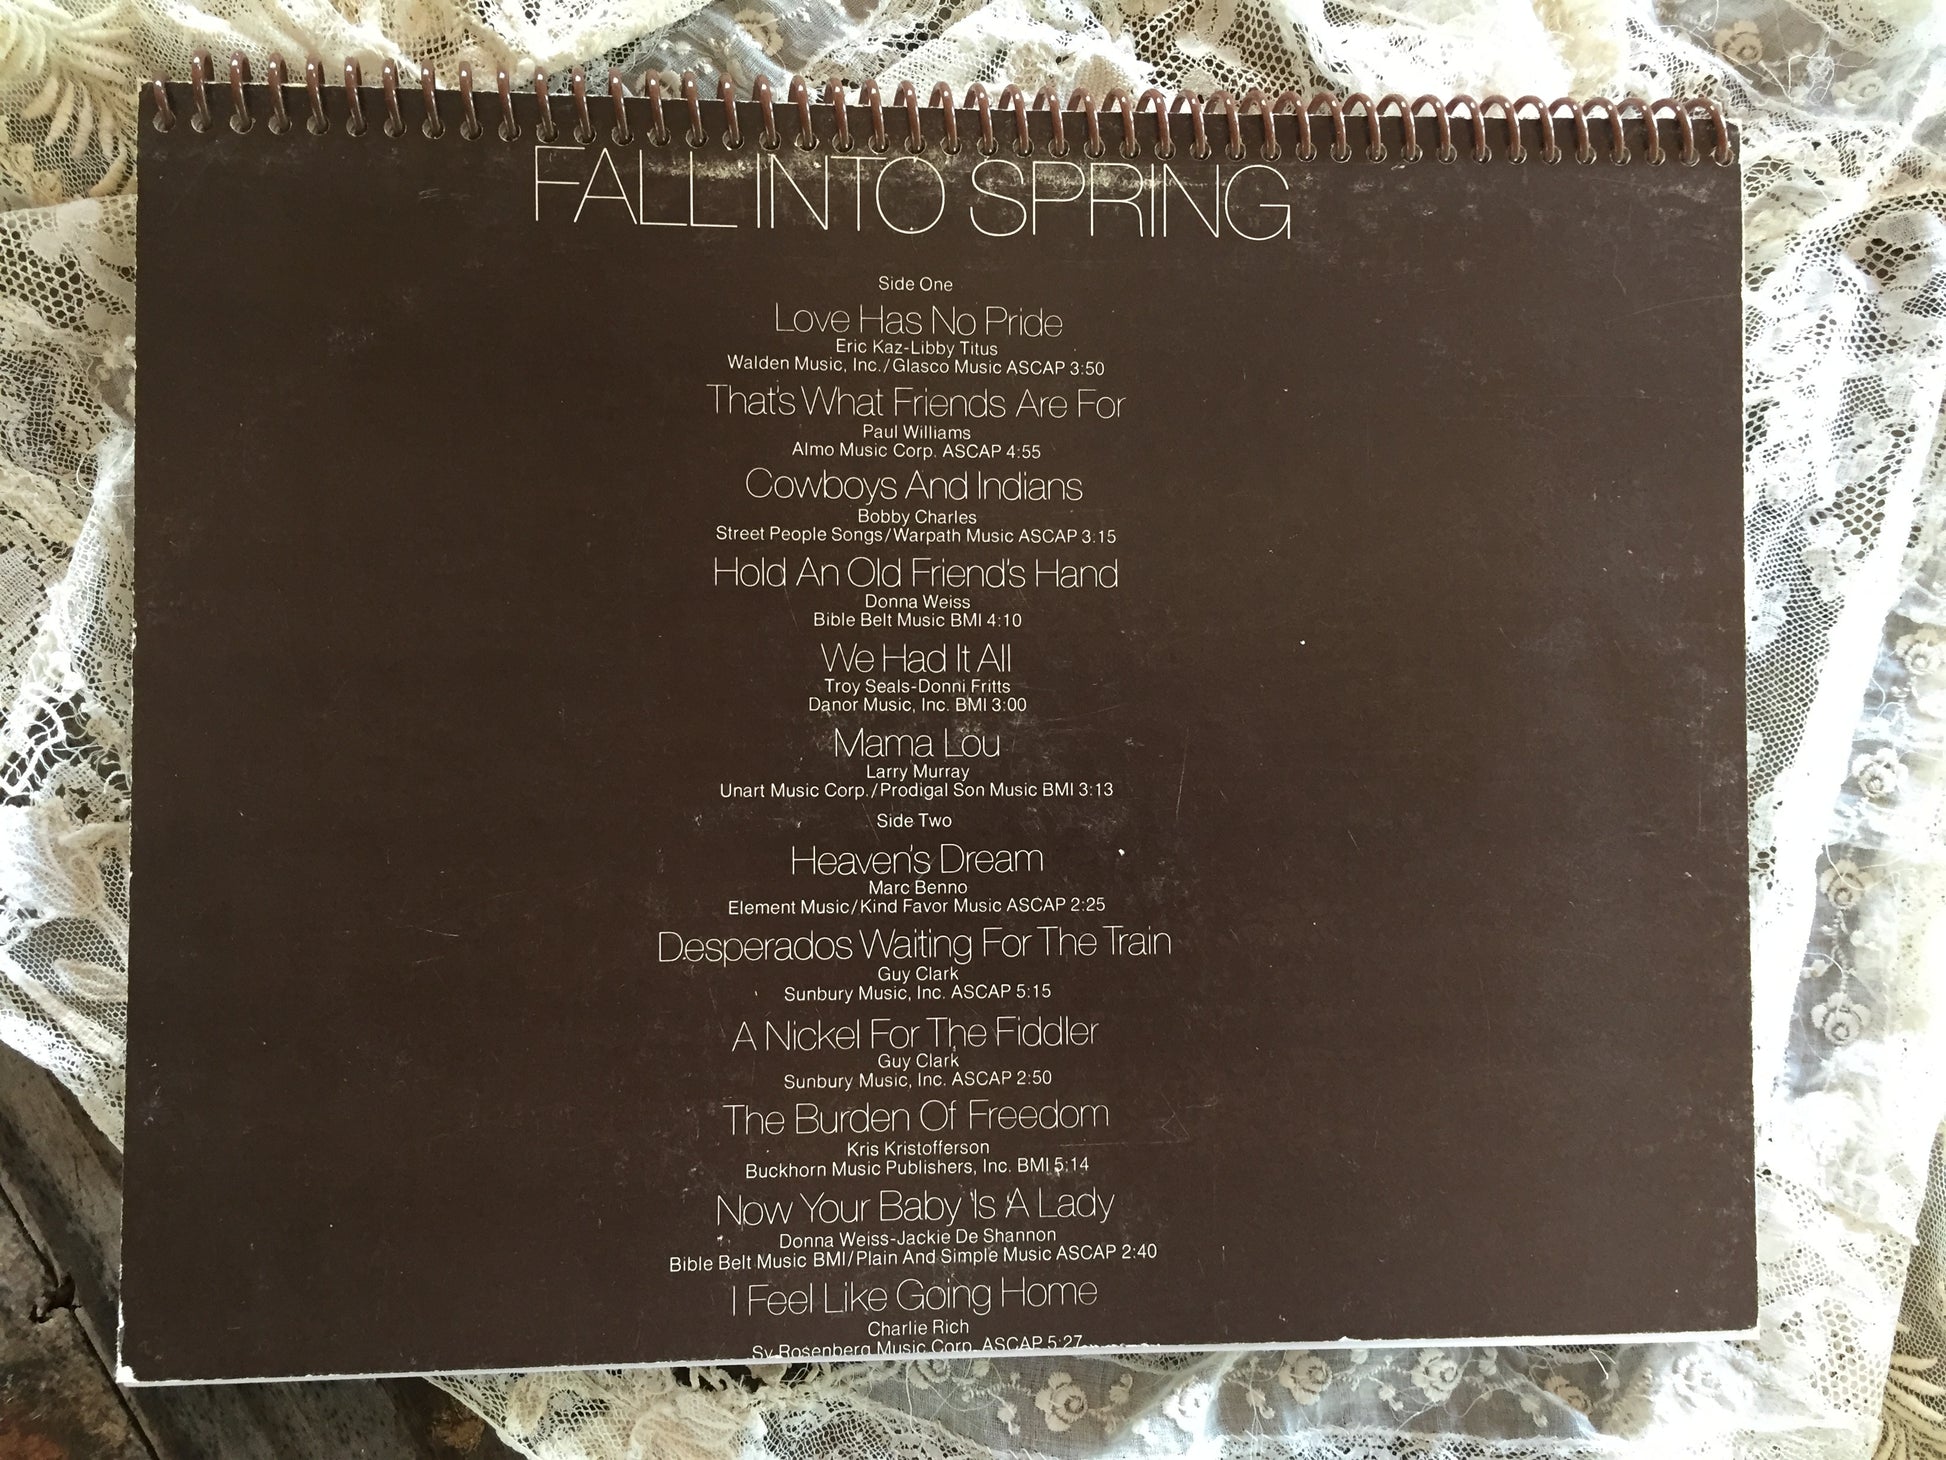 FALL INTO SPRING
Side One
Love Has No Pride
Eric Kaz-Libby Titus
Walden Music, Inc./Glasco Music ASCAP 3:50
That's What Friends Are For
Paul Williams
Almo Music Corp. ASCAP 4:55
Cowboys And Indians
Bobby Charles
Street People Songs/Warpath Music ASCAP 3:15
Hold An Old Friend's Hand
Donna Weiss
Bible Belt Music BMI 4:10
We Had It All
Troy Seals-Donni Fritts
Danor Music, Inc. BMI 3:00
Mama Lou
Larry Murray
Unart Music Corp./Prodigal Son Music BMI 3:13
Side Two
Heaven's Dream
Marc Benno
Element Music/Kind Favor Music ASCAP 2:25
Desperados Waiting For The Train
Guy Clark
Sunbury Music, Inc. ASCAP 5:15
A Nickel For The Fiddler
Guy Clark
Sunbury Music, Inc. ASCAP 2:50
The Burden Of Freedom
Kris Kristofferson
Buckhorn Music Publishers, Inc. BMI 5:14
Now Your Baby Is A Lady
Donna Weiss-Jackie De Shannon
Bible Belt Music BMI/Plain And Simple Music ASCAP 2:40
I Feel Like Going Home
Charlie Rich
Sy Rosenberg Music Corp. ASCAP 5:27